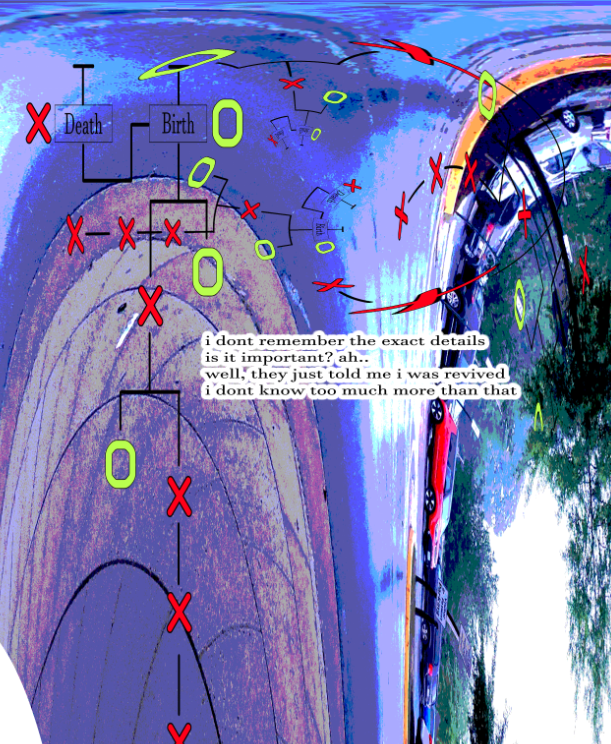 X Death Birth O
i dont remember the exact details
is it important? ah..
well, they just told me i was revived
i dont know too much more than that